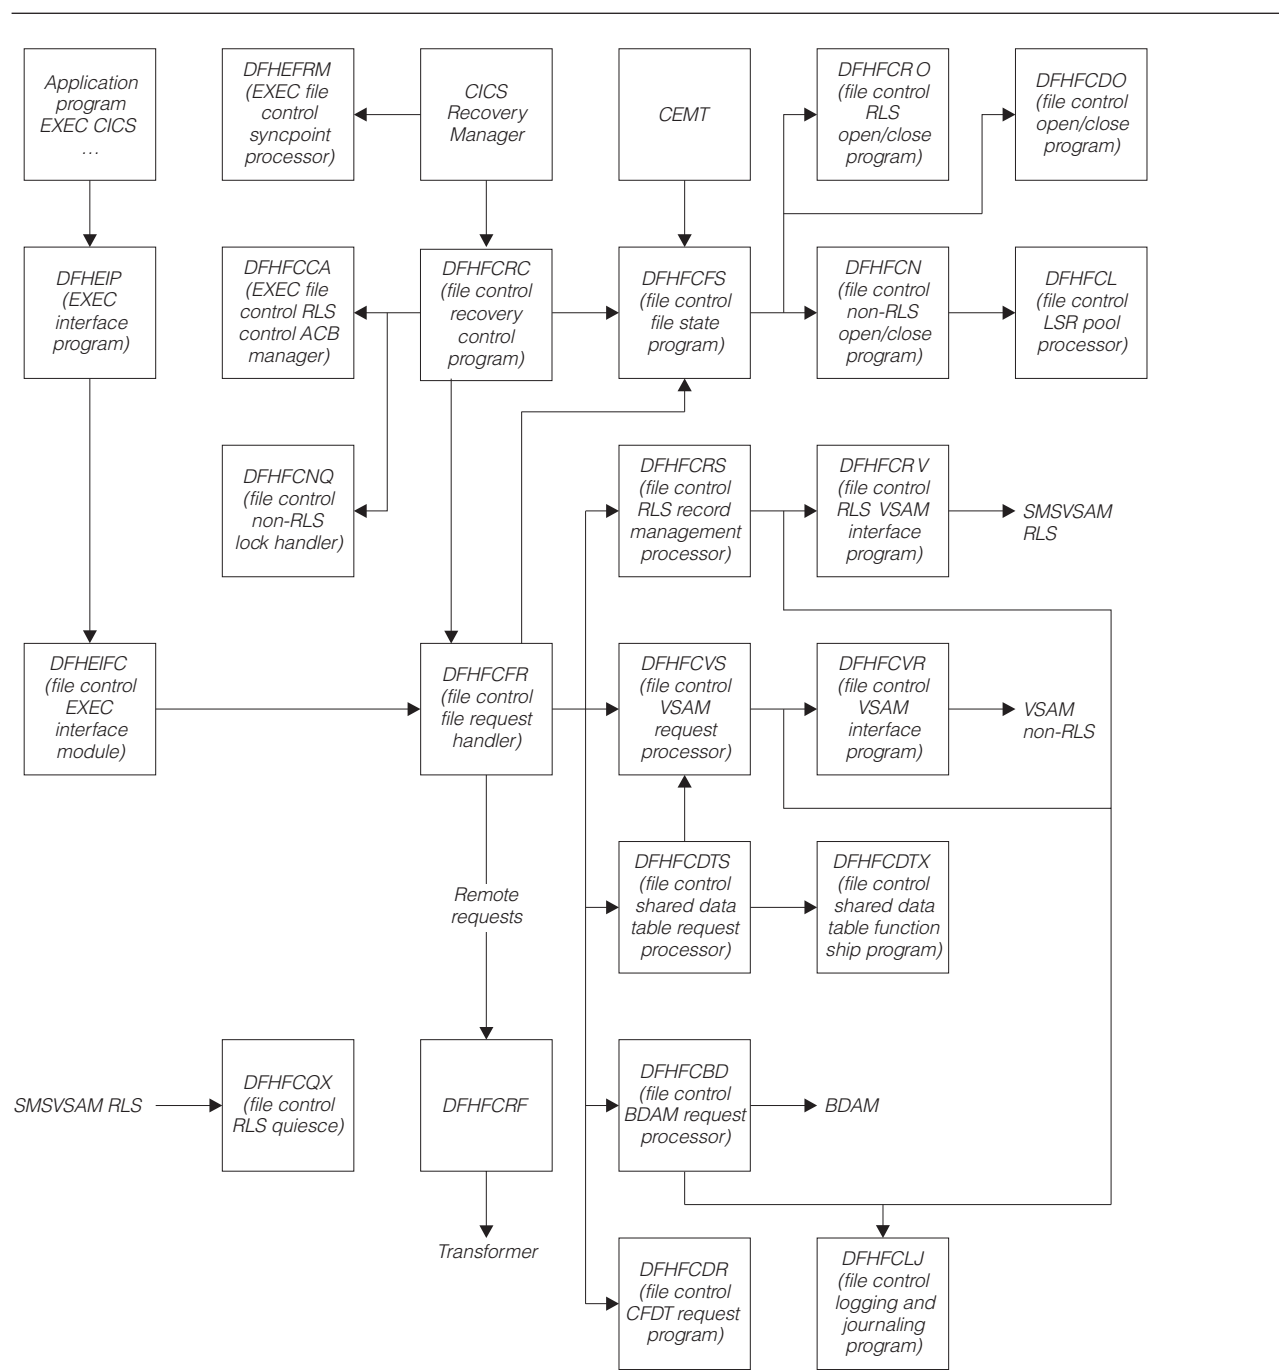 Application
program
EXEC CICS
…
DFHEFRM
(EXEC file
control
syncpoint
processor)
CICS
Recovery
Manager
CEMT
DFHFCR O
(file control
RLS
open/close
program)
DFHFCDO
(file control
open/close
program)
DFHEIP
(EXEC
interface
program)
DFHFCCA
(EXEC file
control RLS
control ACB
manager)
DFHFCRC
(file control
recovery
control
program)
DFHFCFS
(file control
file state
program)
DFHFCN
(file control
non-RLS
open/close
program)
DFHFCL
(file control
LSR pool
processor)
DFHFCNQ
(file control
non-RLS
lock handler)
DFHFCRS
(file control
RLS record
management
processor)
DFHFCR V
(file control
RLS VSAM
interface
program)
SMSVSAM
RLS
DFHEIFC
(file control
EXEC
interface
module)
DFHFCFR
(file control
file request
handler)
DFHFCVS
(file control
VSAM
request
processor)
DFHFCVR
(file control
VSAM
interface
program)
VSAM
non-RLS
Remote
requests
DFHFCDTS
(file control
shared data
table request
processor)
DFHFCDTX
(file control
shared data
table function
ship program)
SMSVSAM RLS
DFHFCQX
(file control
RLS quiesce)
DFHFCRF
DFHFCBD
(file control
BDAM request
processor)
BDAM
Transformer
DFHFCDR
(file control
CFDT request
program)
DFHFCLJ
(file control
logging and
journaling
program)